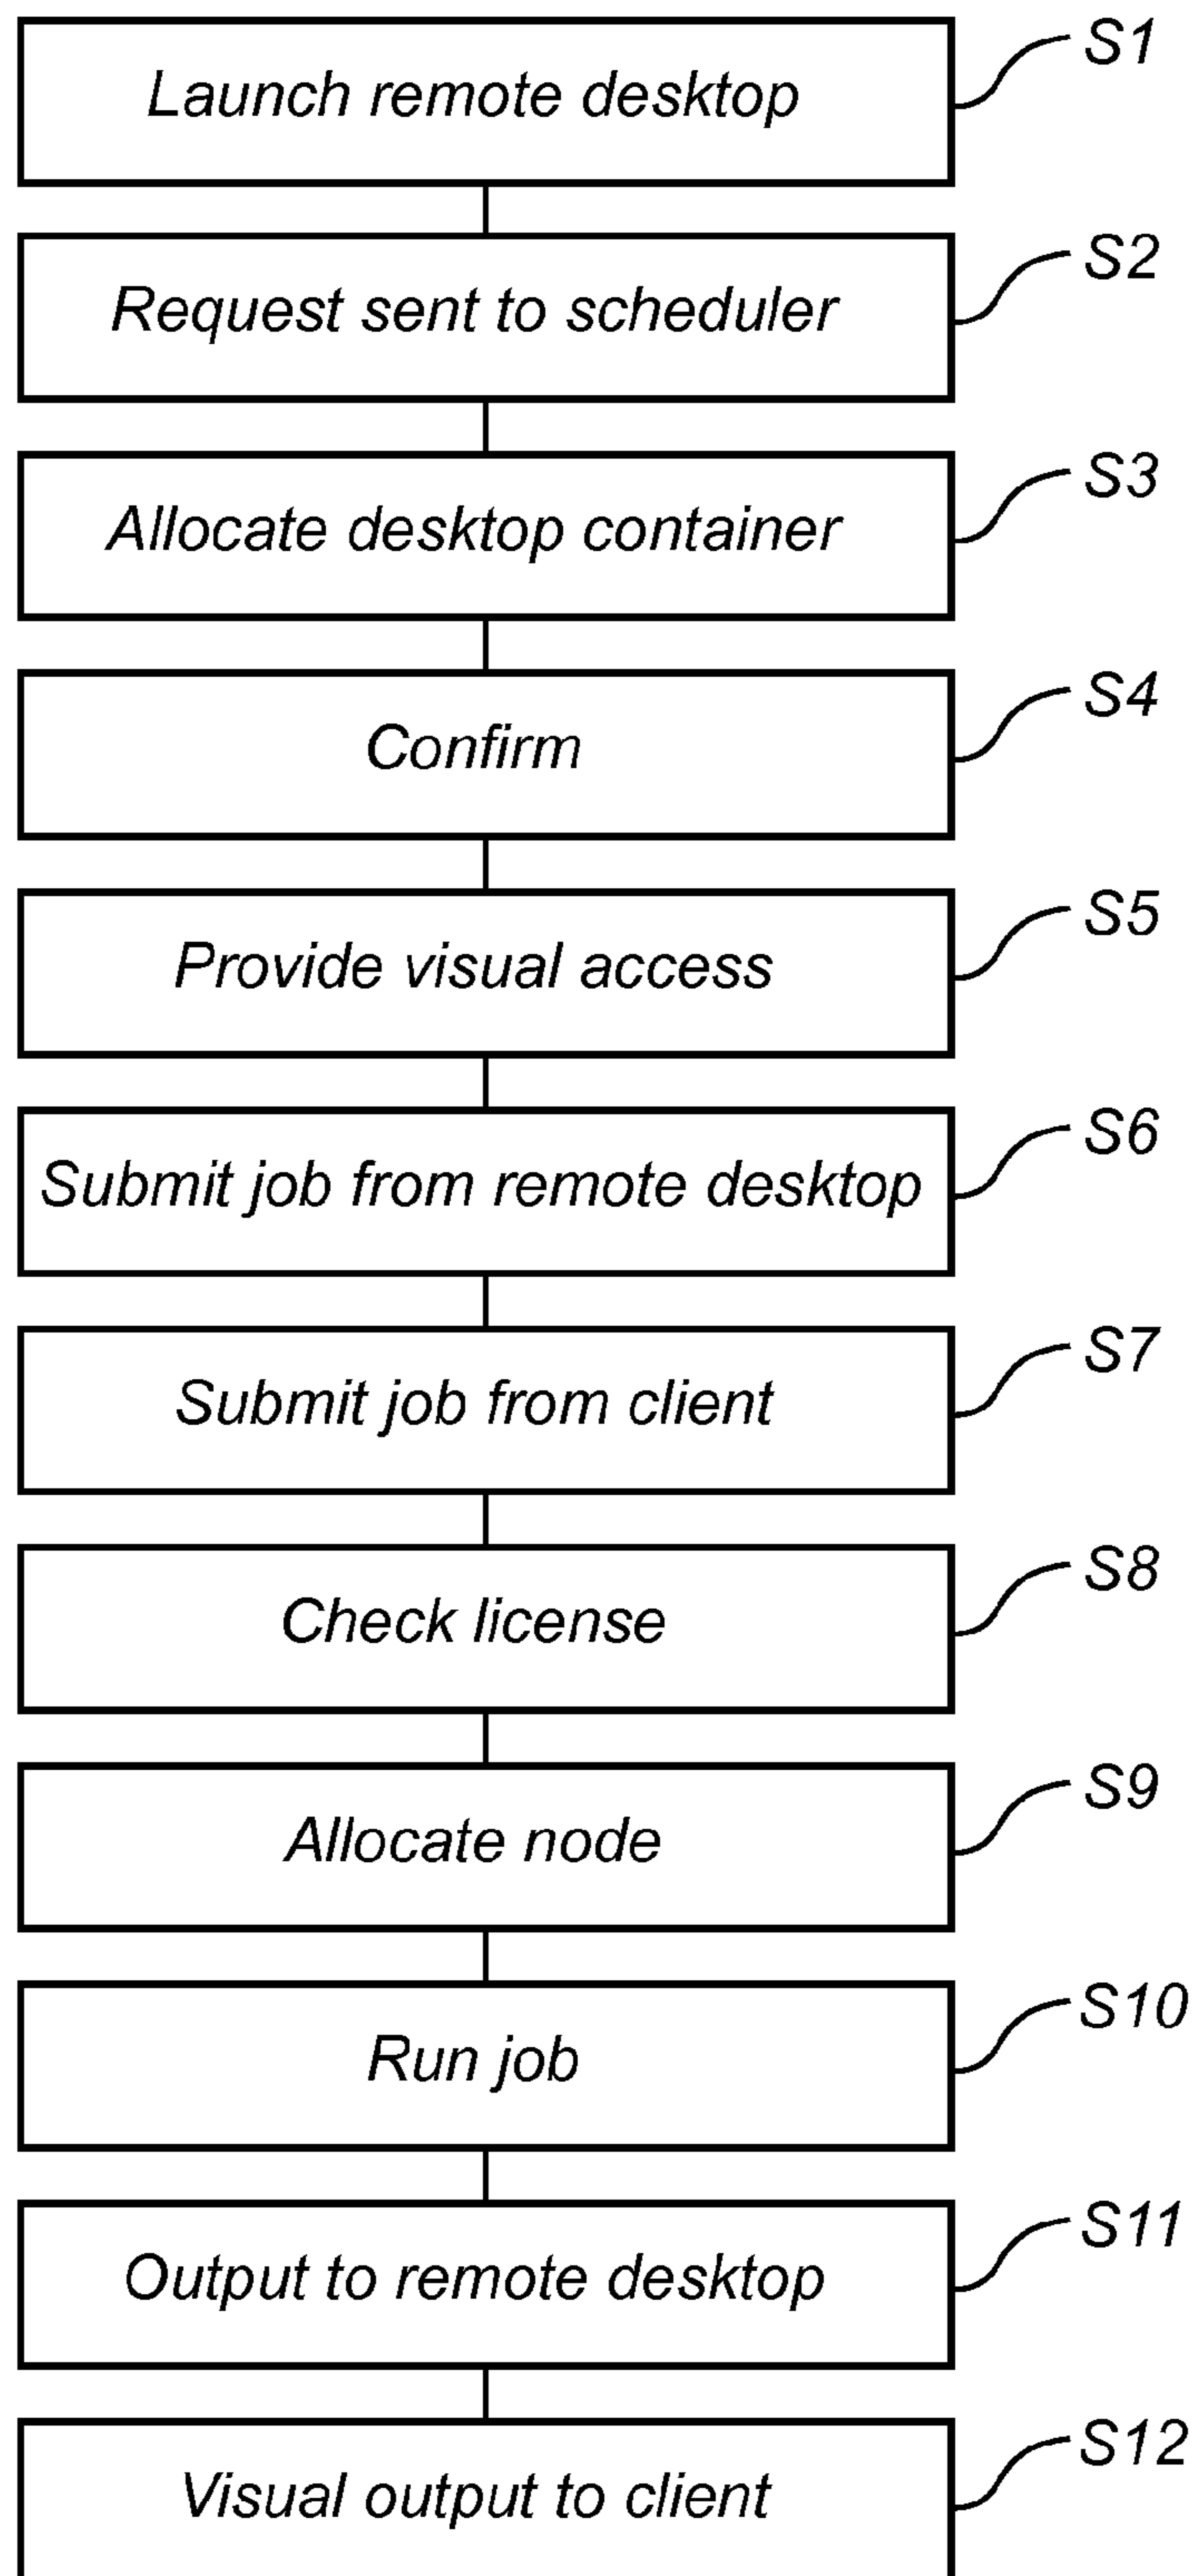 Launch remote desktop
S1
Request sent to scheduler
S2
Allocate desktop container
S3
Confirm
S4
Provide visual access
S5
Submit job from remote desktop
S6
Submit job from client
S7
Check license
S8
Allocate node
S9
Run job
S10
Output to remote desktop
S11
Visual output to client
S12